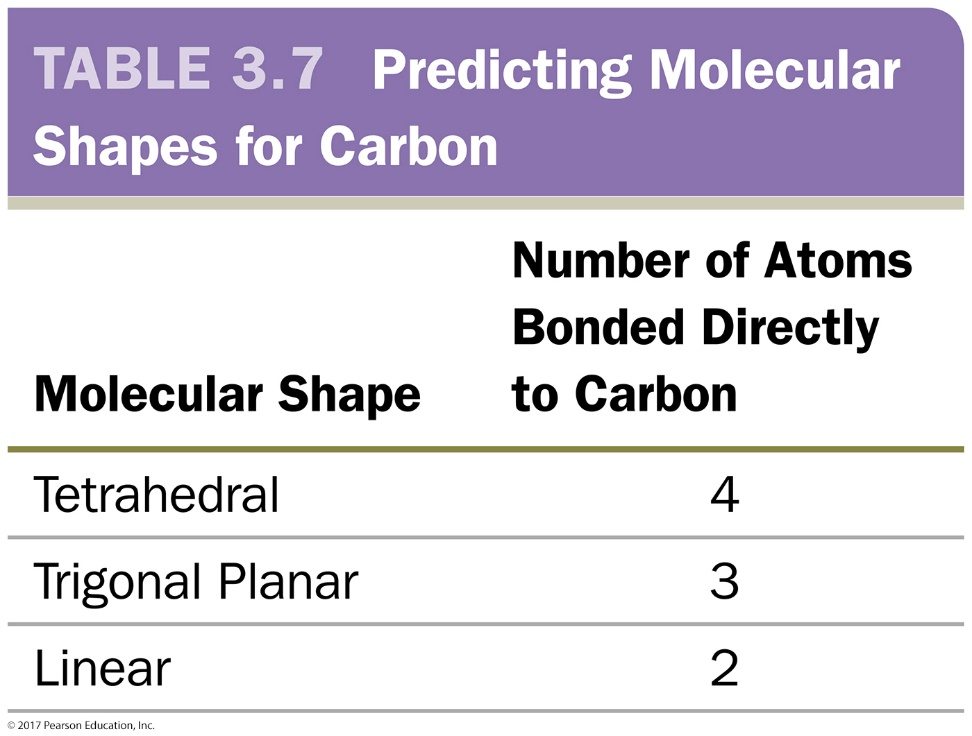 TABLE 3.7 Predicting Molecular
Shapes for Carbon
Molecular Shape
Number of Atoms
Bonded Directly
to Carbon
Tetrahedral 4
Trigonal Planar 3
Linear 2
© 2017 Pearson Education, Inc.